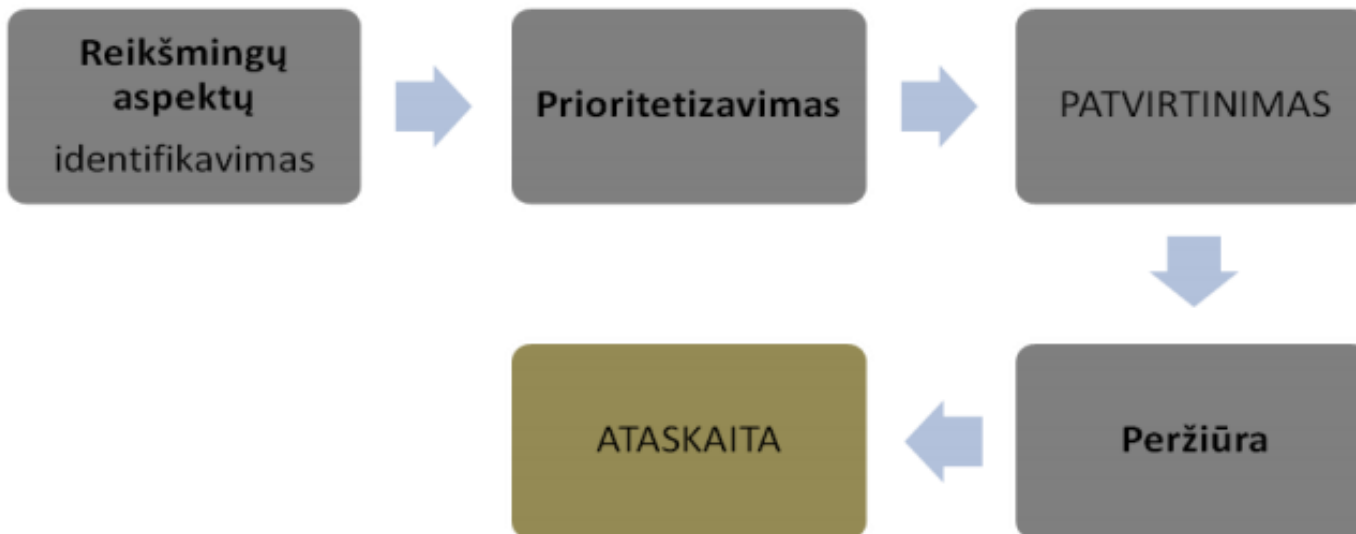 Reikšmingų
aspektų
identifikavimas
Prioritetizavimas
PATVIRTINIMAS
Peržiūra
ATASKAITA